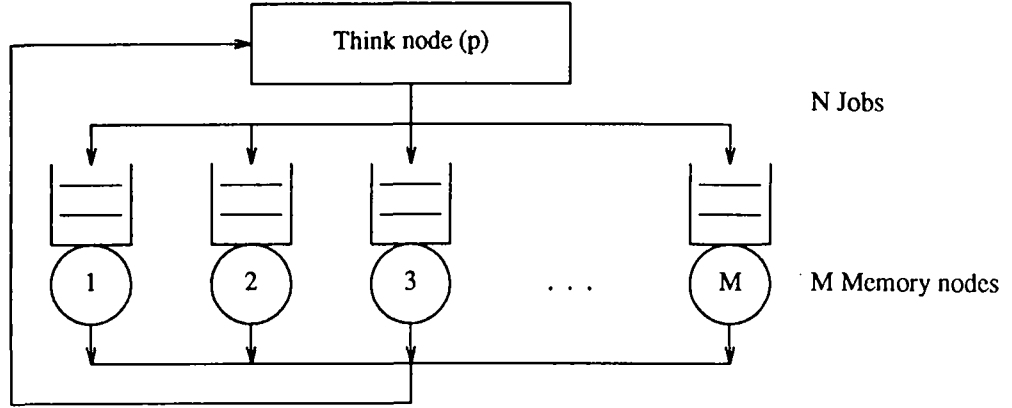 Think node (p)
N Jobs
1
2
3
. . .
M
M Memory nodes